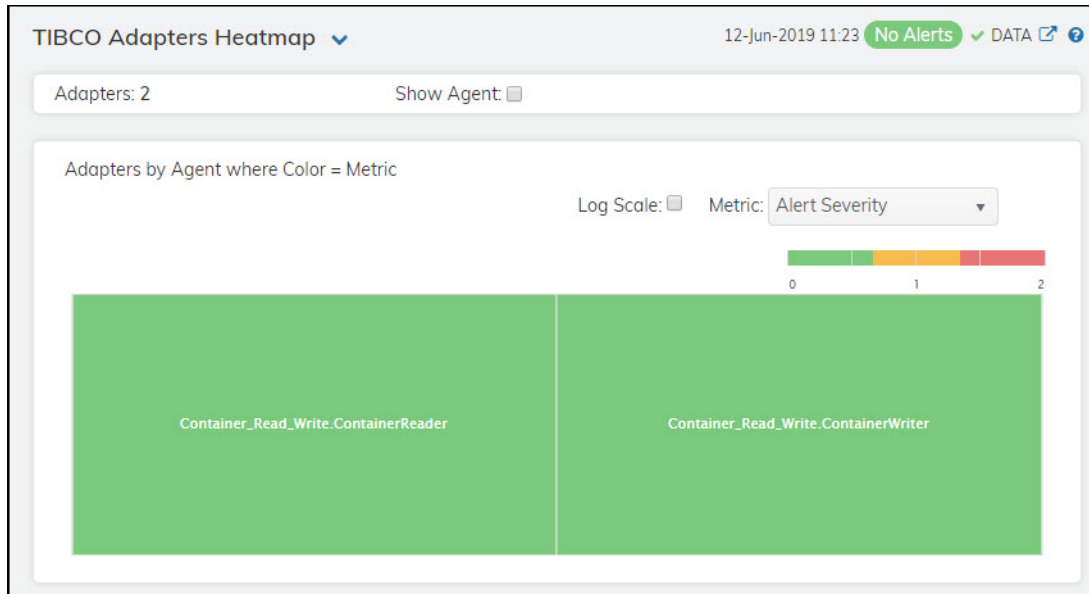 TIBCO Adapters Heatmap
12-Jun-2019 11:23 No Alerts DATA
Adapters: 2 Show Agent:
Adapters by Agent where Color = Metric
Log Scale: Metric: Alert Severity
0 1 2
Container_Read_Write.ContainerReader Container_Read_Write.ContainerWriter